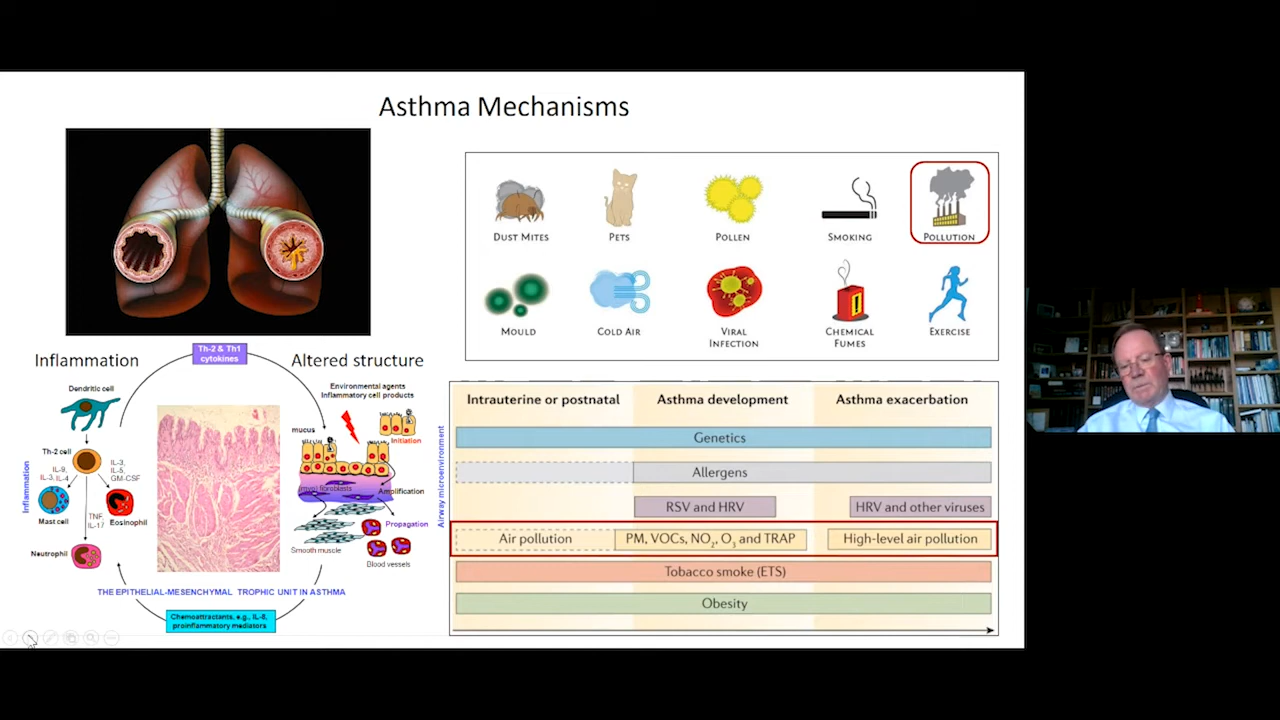 Asthma Mechanisms
DUST MITES
PETS
POLLEN
SMOKING
POLLUTION
MOULD
COLD AIR
VIRAL
INFECTION
CHEMICAL
FUMES
EXERCISE
Inflammation
Th-2 & Th1
cytokines
Altered structure
Dendritic cell
Th-2 cell
IL-9,
IL-3, IL-4
IL-3,
IL-5,
GM-CSF
Mast cell
TNF,
IL-17
Eosinophil
Neutrophil
Inflammation
Environmental agents
Inflammatory cell products
mucus
Initiation
(myo) fibroblasts
Amplification
Propagation
Smooth muscle
Blood vessels
Airway microenvironment
THE EPITHELIAL-MESENCHYMAL TROPHIC UNIT IN ASTHMA
Chemoattractants, e.g., IL-8,
proinflammatory mediators
Intrauterine or postnatal
Asthma development
Asthma exacerbation
Genetics
Allergens
RSV and HRV
HRV and other viruses
Air pollution
PM, VOCs, NO2, O3 and TRAP
High-level air pollution
Tobacco smoke (ETS)
Obesity